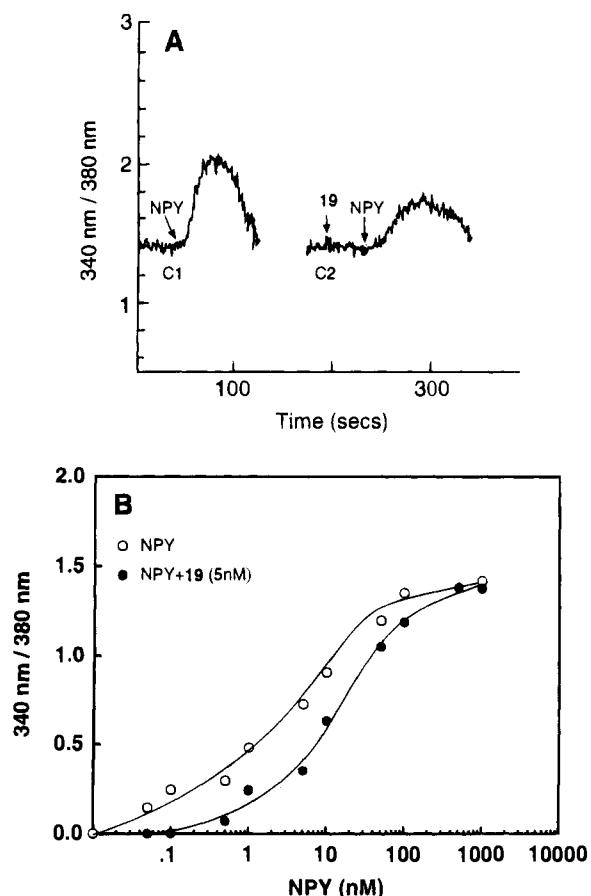 A
3
2
1
340 nm / 380 nm
NPY
C1
19
NPY
C2
100
300
Time (secs)
B
NPY
NPY+19 (5nM)
2.0
1.5
1.0
0.5
0.0
340 nm / 380 nm
.1
1
10
100
1000
10000
NPY (nM)